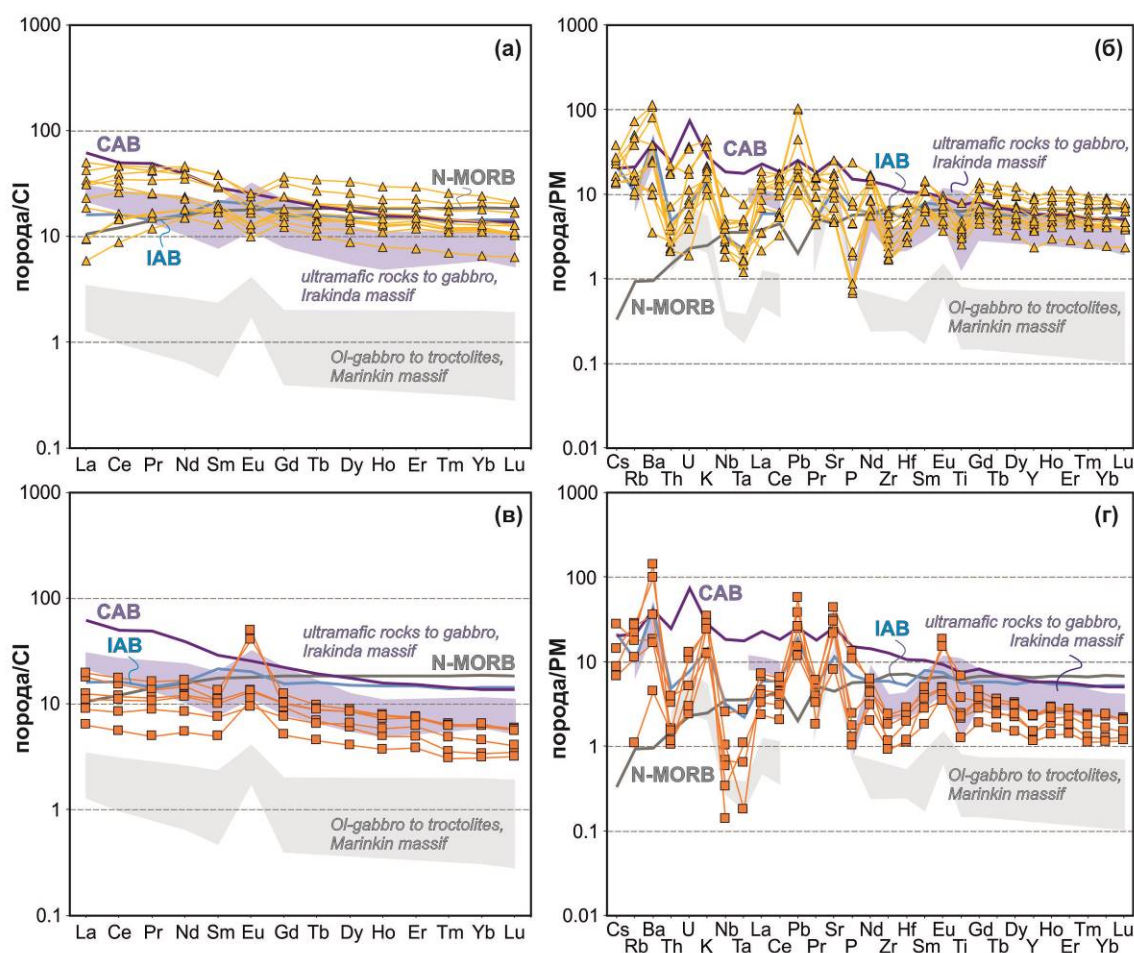 1000
100
10
1
0.1
порода/CI
(а)
CAB
N-MORB
IAB
ultramafic rocks to gabbro,
Irakinda massif
Ol-gabbro to troctolites,
Marinkin massif
La Ce Pr Nd Sm Eu Gd Tb Dy Ho Er Tm Yb Lu
1000
100
10
1
0.1
0.01
порода/PM
(б)
ultramafic rocks to gabbro,
Irakinda massif
CAB
IAB
N-MORB
Ol-gabbro to troctolites,
Marinkin massif
Cs Ba U Nb La Pb Sr Nd Hf Eu Gd Dy Ho Tm Lu
Rb Th K Ta Ce Pr P Zr Sm Ti Tb Y Er Yb
1000
100
10
1
0.1
порода/CI
(в)
CAB
ultramafic rocks to gabbro,
Irakinda massif
IAB
N-MORB
Ol-gabbro to troctolites,
Marinkin massif
La Ce Pr Nd Sm Eu Gd Tb Dy Ho Er Tm Yb Lu
1000
100
10
1
0.1
0.01
порода/PM
(г)
CAB
ultramafic rocks to gabbro,
Irakinda massif
IAB
N-MORB
Ol-gabbro to troctolites,
Marinkin massif
Cs Ba U Nb La Pb Sr Nd Hf Eu Gd Dy Ho Tm Lu
Rb Th K Ta Ce Pr P Zr Sm Ti Tb Y Er Yb